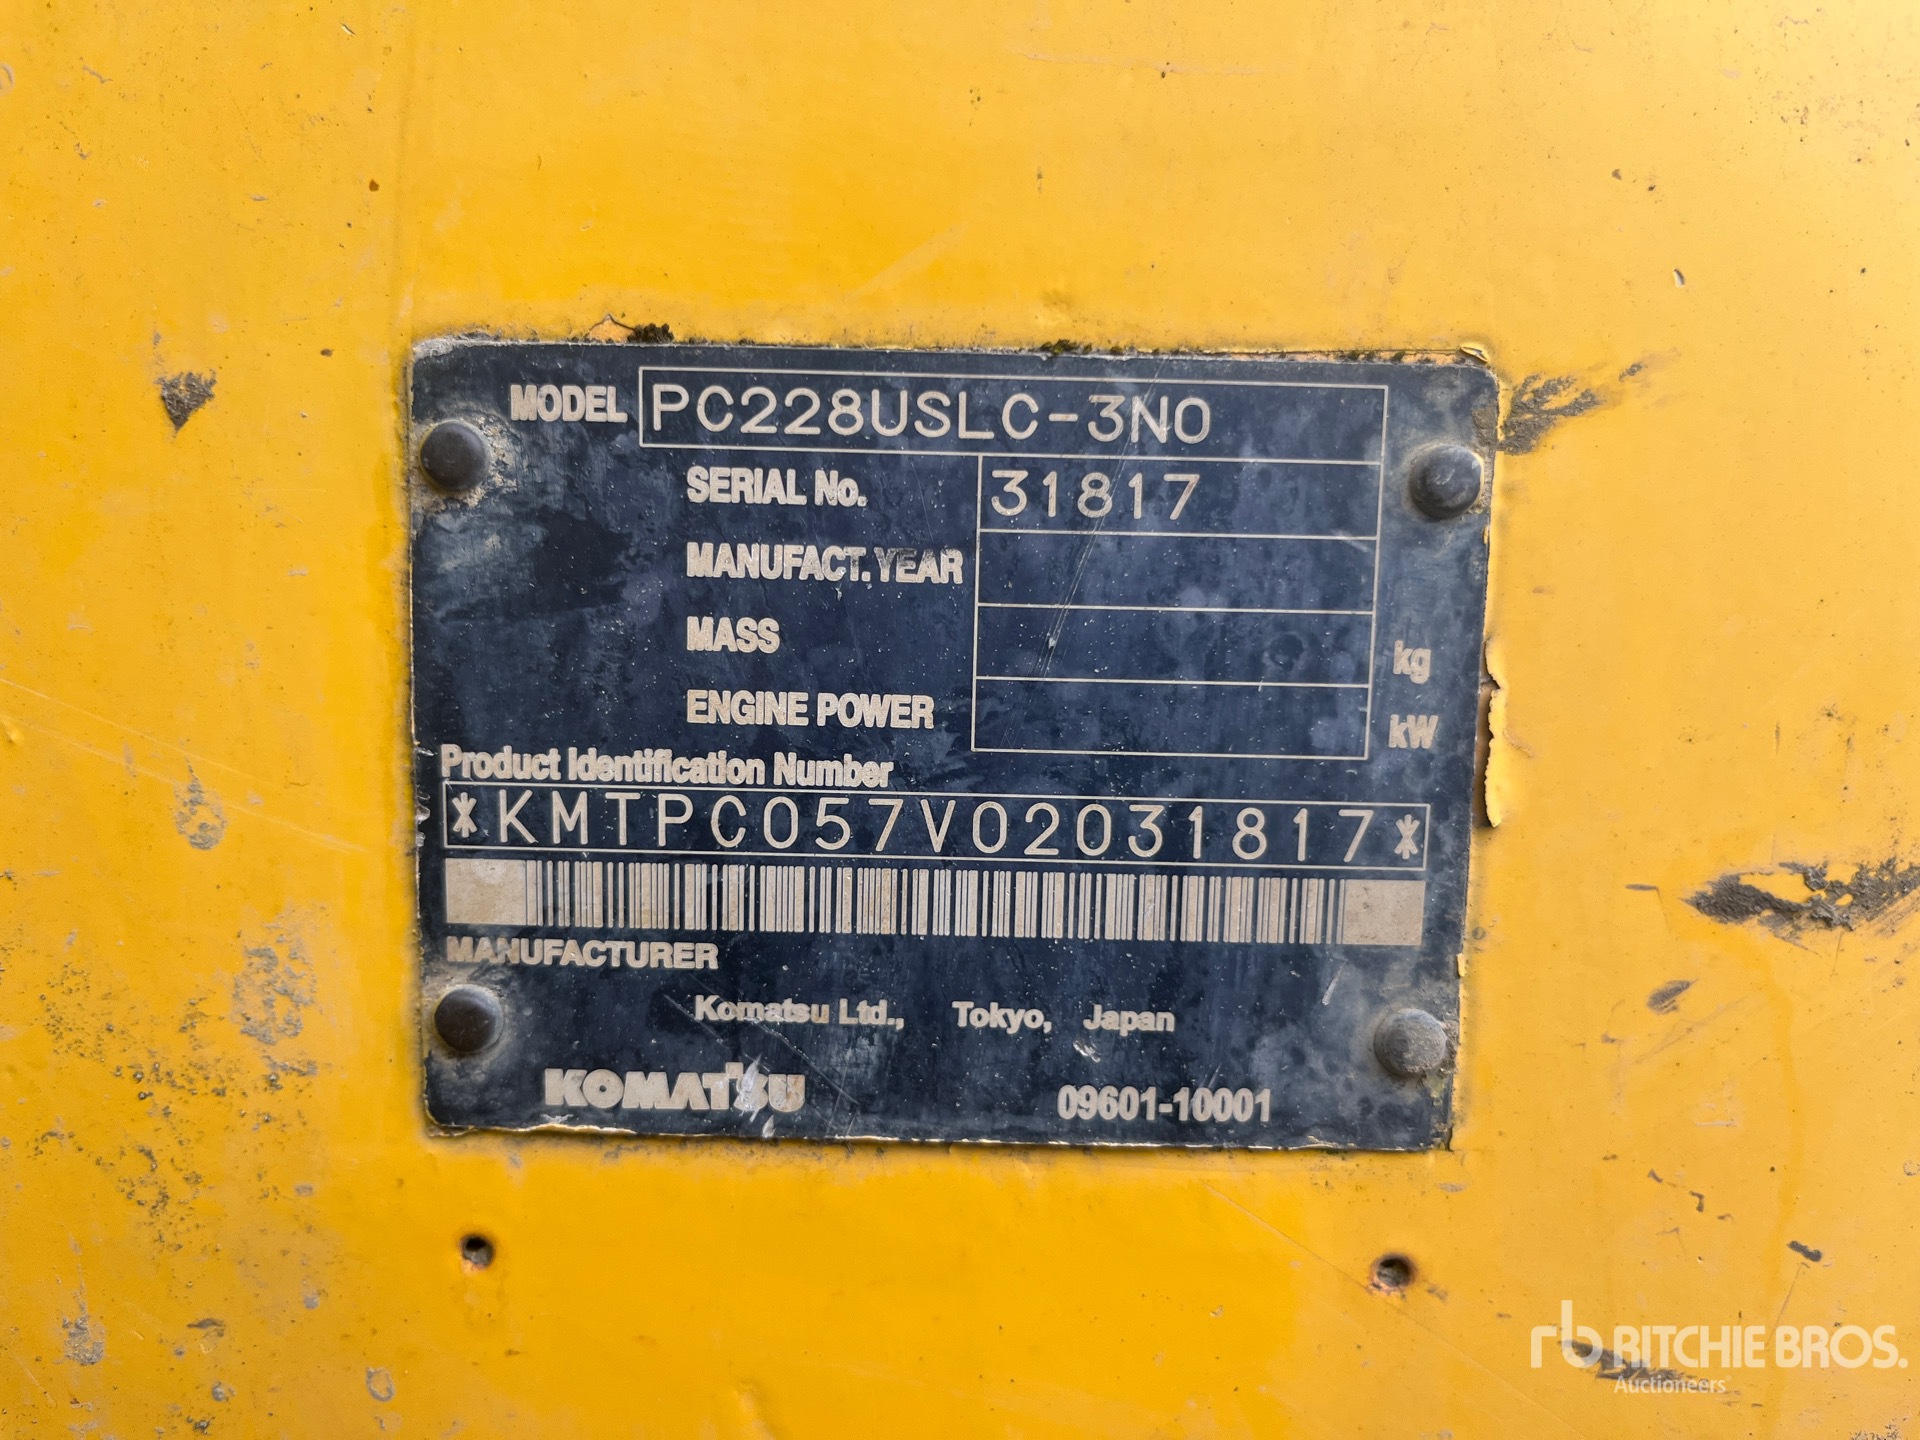 MODEL PC228USLC-3N0
SERIAL No. 31817
MANUFACT. YEAR
MASS kg
ENGINE POWER kW
Product Identification Number
*KMTPC057V02031817*
MANUFACTURER
Komatsu Ltd., Tokyo, Japan
KOMATSU 09601-10001
rb RITCHIE BROS.
Auctioneers